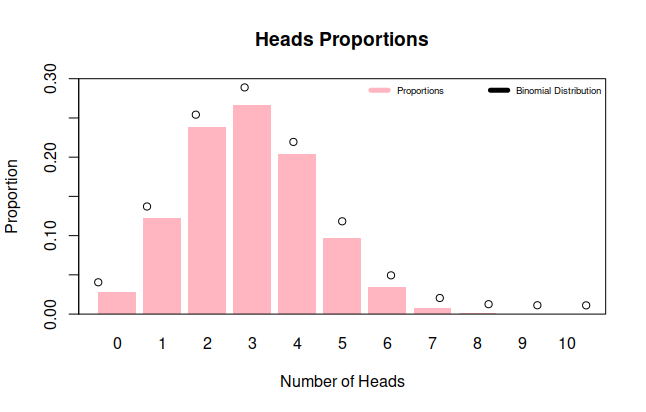 Heads Proportions
Proportions Binomial Distribution
0.30
0.20
0.10
0.00
Proportion
0 1 2 3 4 5 6 7 8 9 10
Number of Heads